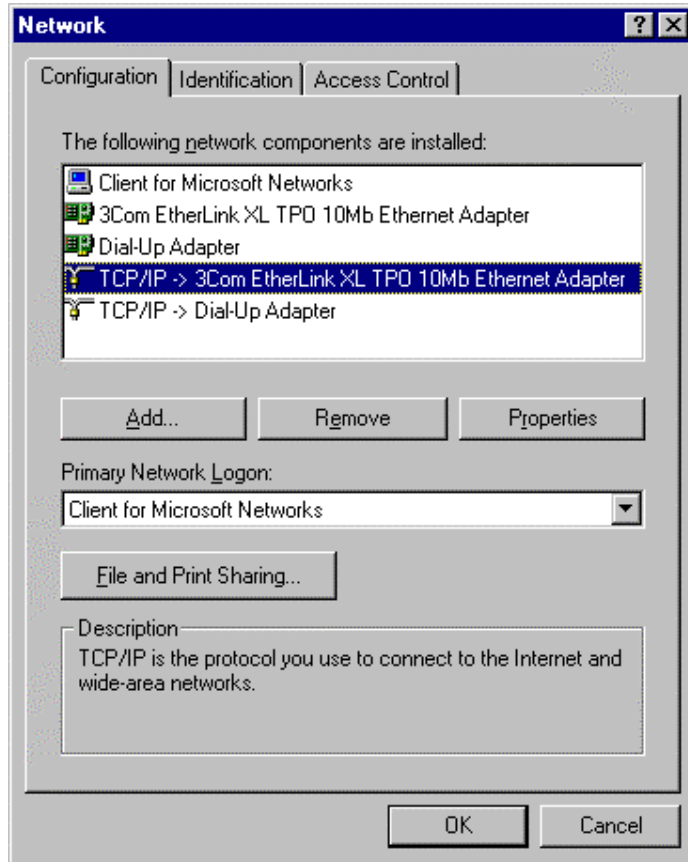 Network
Configuration Identification Access Control
The following network components are installed:
Client for Microsoft Networks
3Com EtherLink XL TPO 10Mb Ethernet Adapter
Dial-Up Adapter
TCP/IP -> 3Com EtherLink XL TPO 10Mb Ethernet Adapter
TCP/IP -> Dial-Up Adapter
Add... Remove Properties
Primary Network Logon:
Client for Microsoft Networks
File and Print Sharing...
Description
TCP/IP is the protocol you use to connect to the Internet and
wide-area networks.
OK Cancel